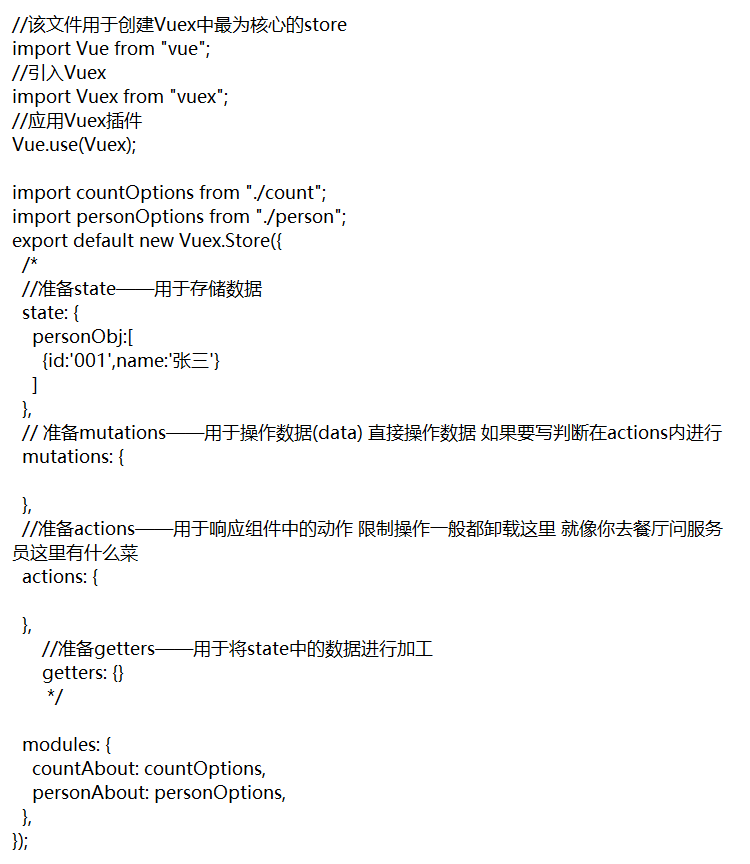 //该文件用于创建Vuex中最为核心的store
import Vue from "vue";
//引入Vuex
import Vuex from "vuex";
//应用Vuex插件
Vue.use(Vuex);

import countOptions from "./count";
import personOptions from "./person";
export default new Vuex.Store({
  /*
  //准备state——用于存储数据
  state: {
    personObj:[
      {id:'001',name:'张三'}
    ]
  },
  // 准备mutations——用于操作数据(data) 直接操作数据 如果要写判断在actions内进行
  mutations: {

  },
  //准备actions——用于响应组件中的动作 限制操作一般都卸载这里 就像你去餐厅问服务
员这里有什么菜
  actions: {

  },
      //准备getters——用于将state中的数据进行加工
      getters: {}
       */

  modules: {
    countAbout: countOptions,
    personAbout: personOptions,
  },
});